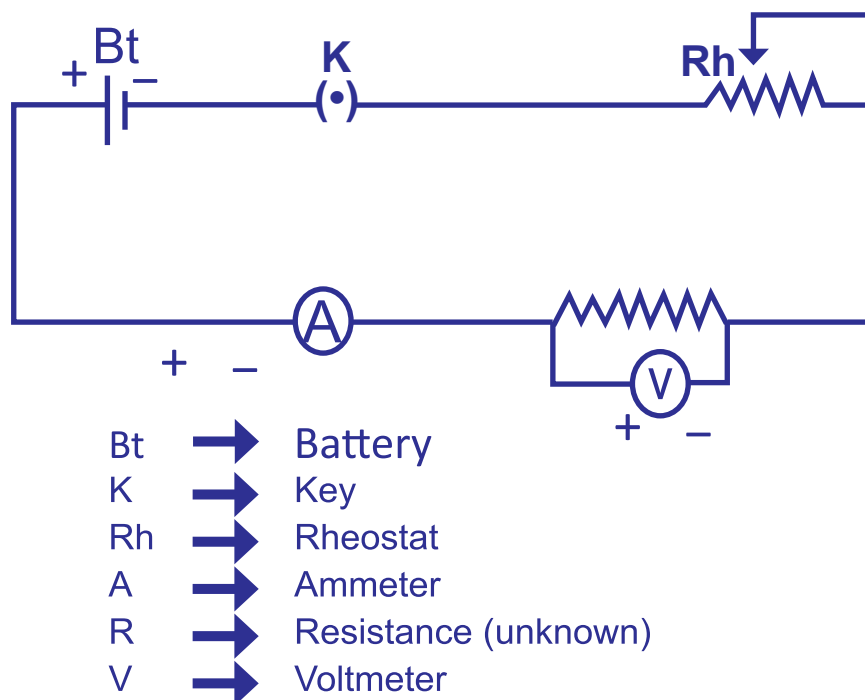 Bt
+ −
K
(•)
Rh
A
+ −
V
+ −
Bt Battery
K Key
Rh Rheostat
A Ammeter
R Resistance (unknown)
V Voltmeter